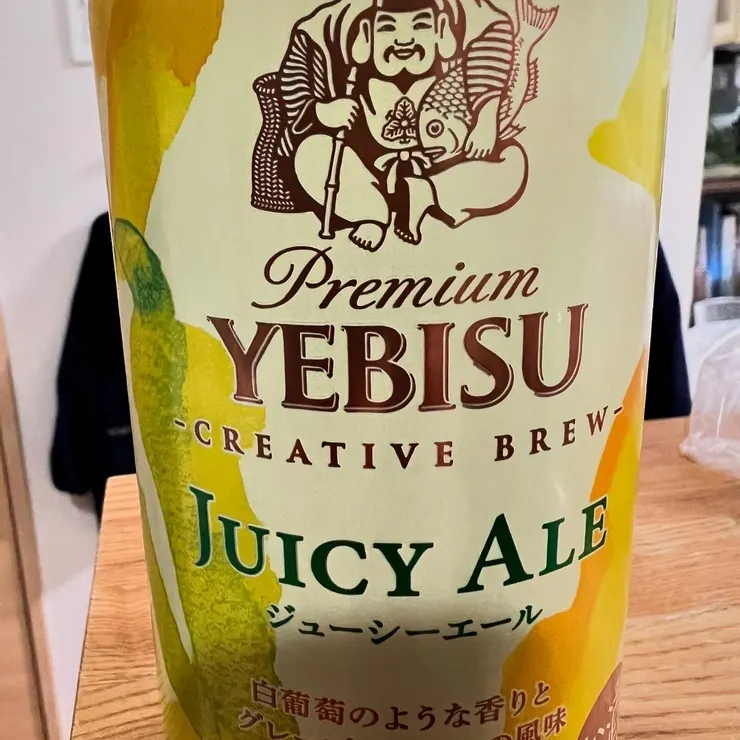 Premium
YEBISU
-CREATIVE BREW-
JUICY ALE
ジューシーエール
白葡萄のような香りと
の風味